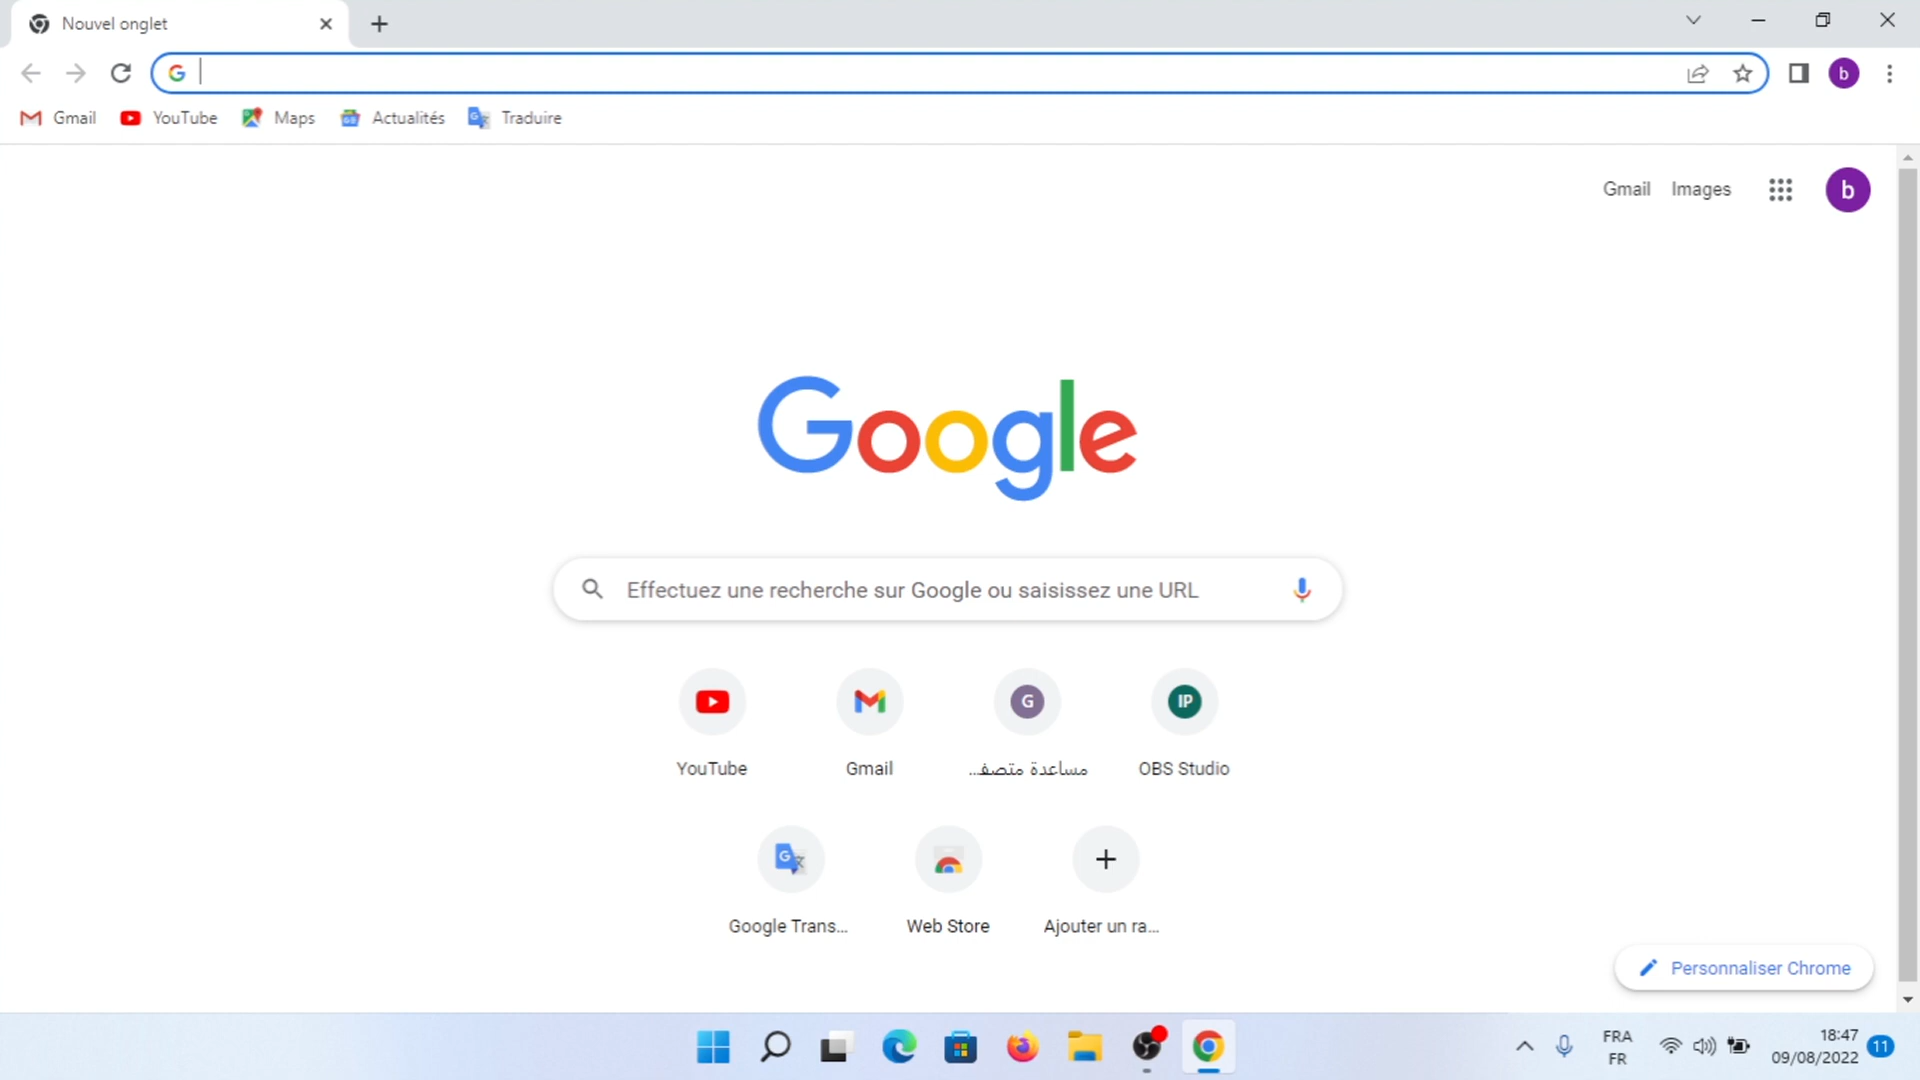 Nouvel onglet
Gmail YouTube Maps Actualités Traduire
Gmail Images b
b
Google
Effectuez une recherche sur Google ou saisissez une URL
G IP
YouTube Gmail مساعدة متصف... OBS Studio
Google Trans... Web Store Ajouter un ra...
Personnaliser Chrome
FRA
FR
18:47
09/08/2022
11